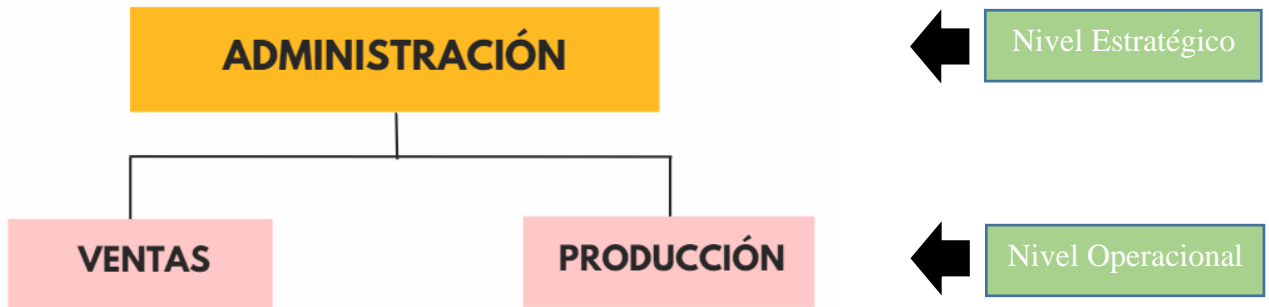 ADMINISTRACIÓN
Nivel Estratégico
VENTAS
PRODUCCIÓN
Nivel Operacional